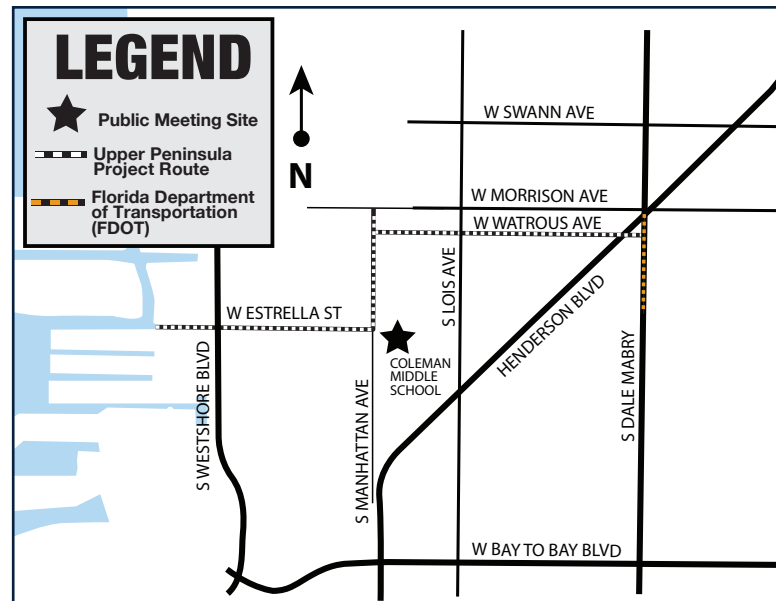 LEGEND
Public Meeting Site
Upper Peninsula
Project Route
Florida Department
of Transportation
(FDOT)
N
W SWANN AVE
W MORRISON AVE
W WATROUS AVE
W ESTRELLA ST
S LOIS AVE
HENDERSON BLVD
COLEMAN
MIDDLE
SCHOOL
S WESTSHORE BLVD
S MANHATTAN AVE
S DALE MABRY
W BAY TO BAY BLVD